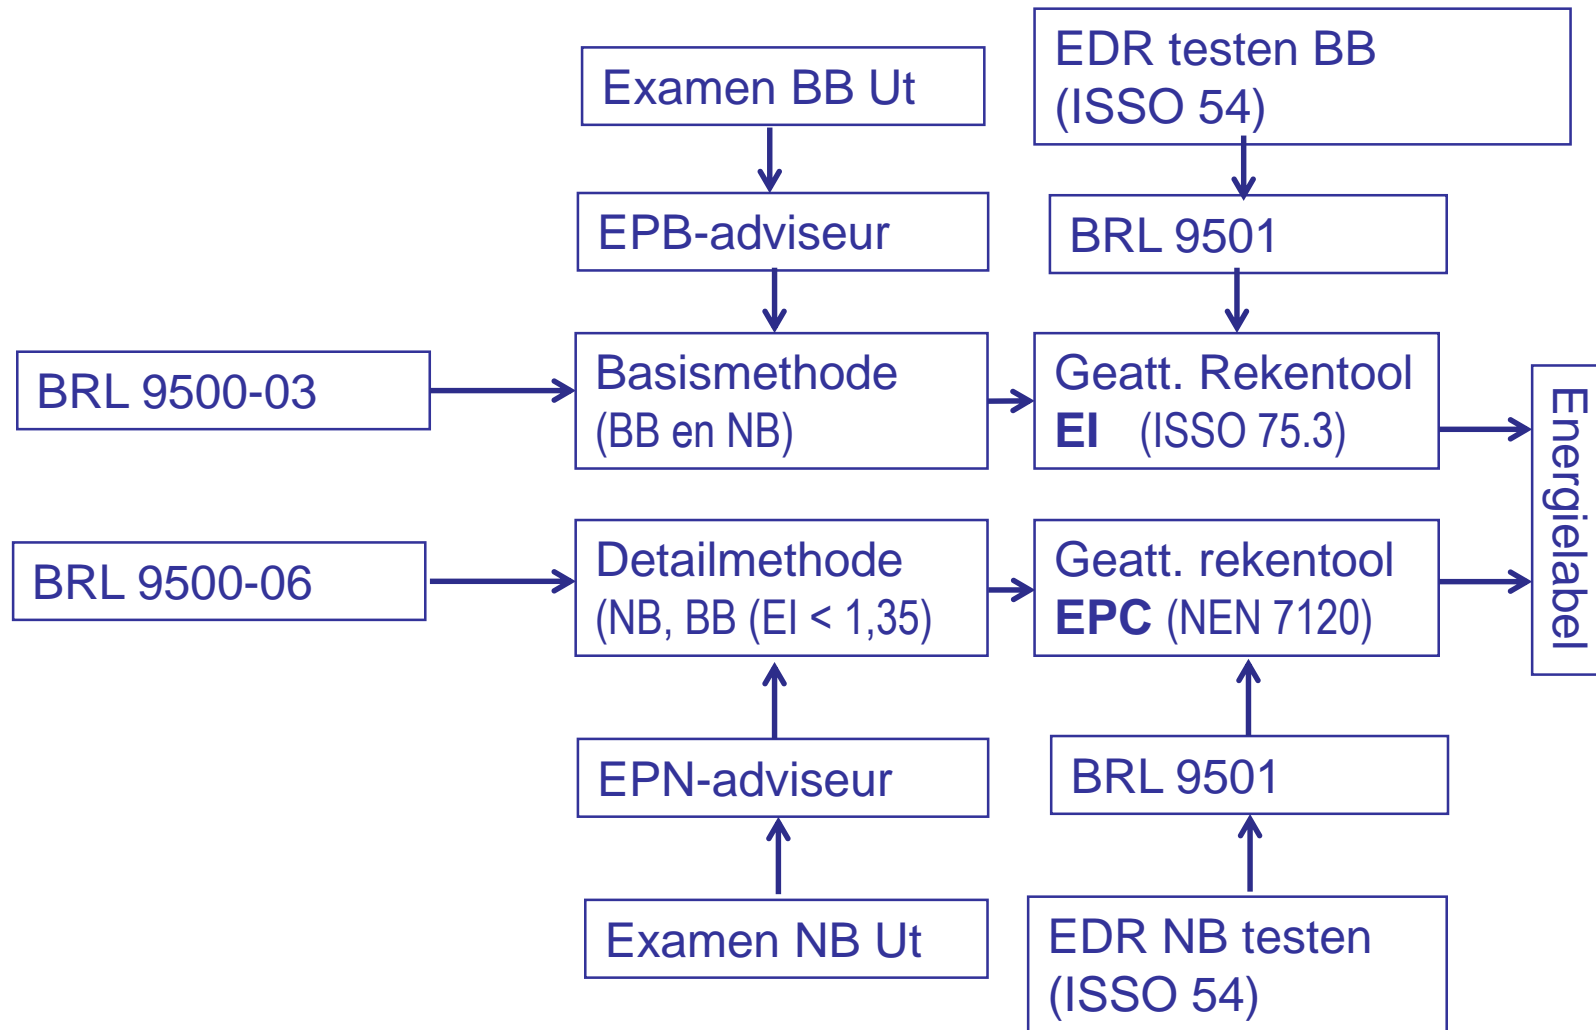 Examen BB Ut
EDR testen BB
(ISSO 54)
EPB-adviseur
BRL 9501
BRL 9500-03
Basismethode
(BB en NB)
Geatt. Rekentool
EI (ISSO 75.3)
Energielabel
BRL 9500-06
Detailmethode
(NB, BB (EI < 1,35)
Geatt. rekentool
EPC (NEN 7120)
EPN-adviseur
BRL 9501
Examen NB Ut
EDR NB testen
(ISSO 54)